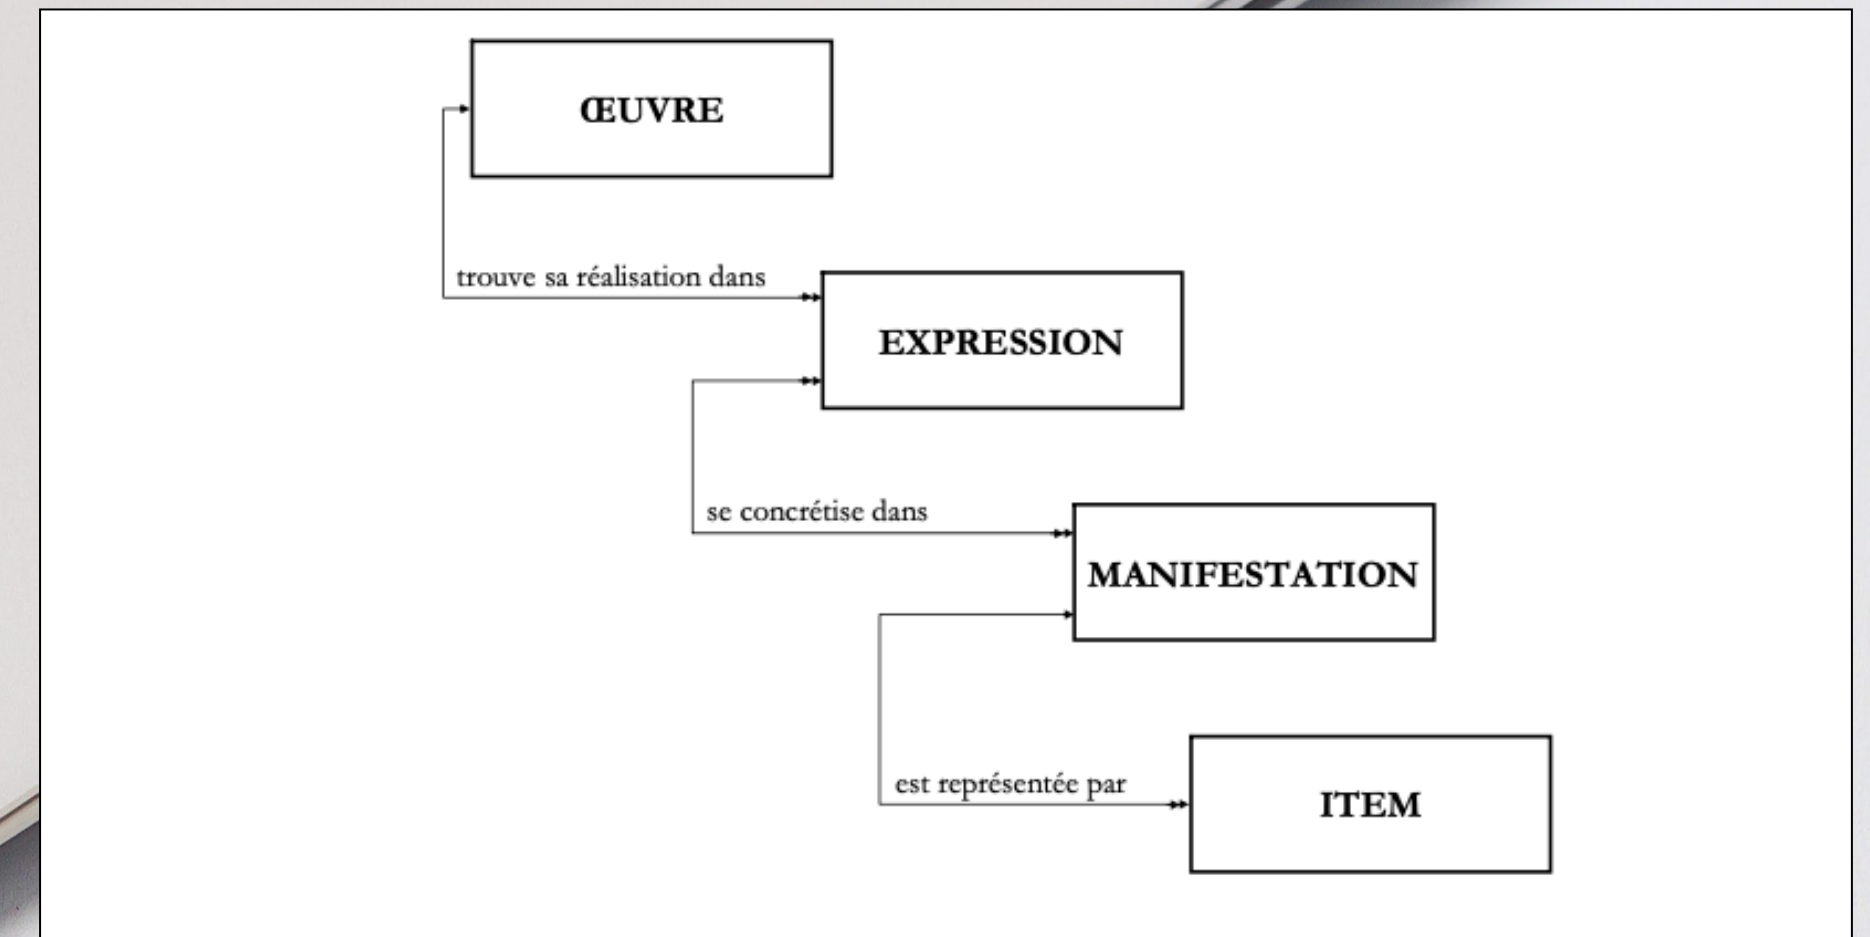 ŒUVRE
trouve sa réalisation dans
EXPRESSION
se concrétise dans
MANIFESTATION
est représentée par
ITEM